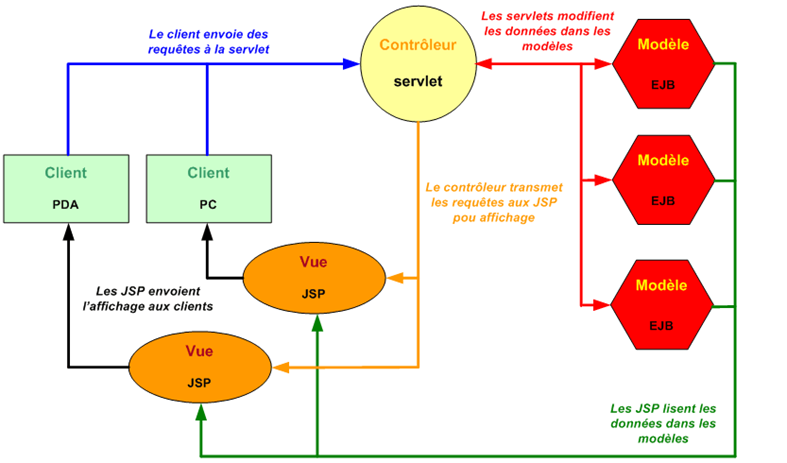 Le client envoie des
requêtes à la servlet
Contrôleur
servlet
Les servlets modifient
les données dans les
modèles
Modèle
EJB
Client
PDA
Client
PC
Le contrôleur transmet
les requêtes aux JSP
pou affichage
Modèle
EJB
Vue
JSP
Les JSP envoient
l'affichage aux clients
Modèle
EJB
Vue
JSP
Les JSP lisent les
données dans les
modèles